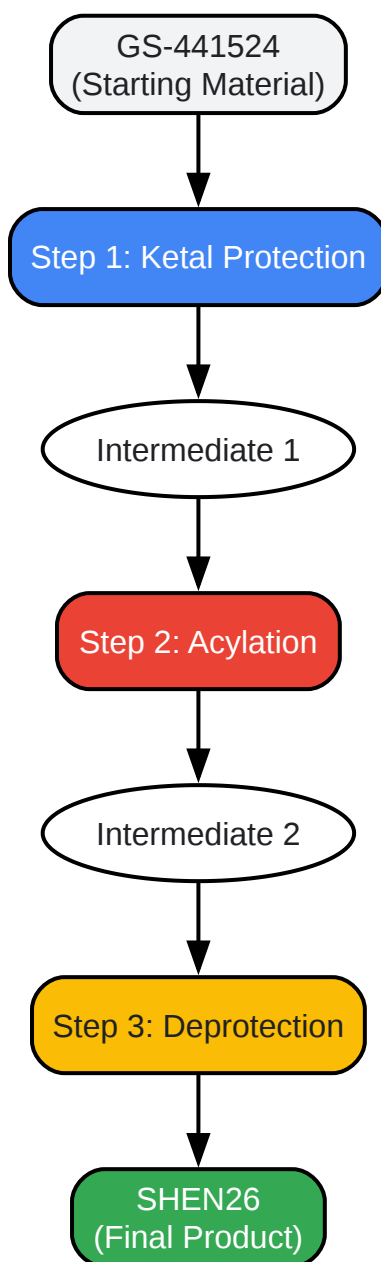 GS-441524
(Starting Material)
Step 1: Ketal Protection
Intermediate 1
Step 2: Acylation
Intermediate 2
Step 3: Deprotection
SHEN26
(Final Product)